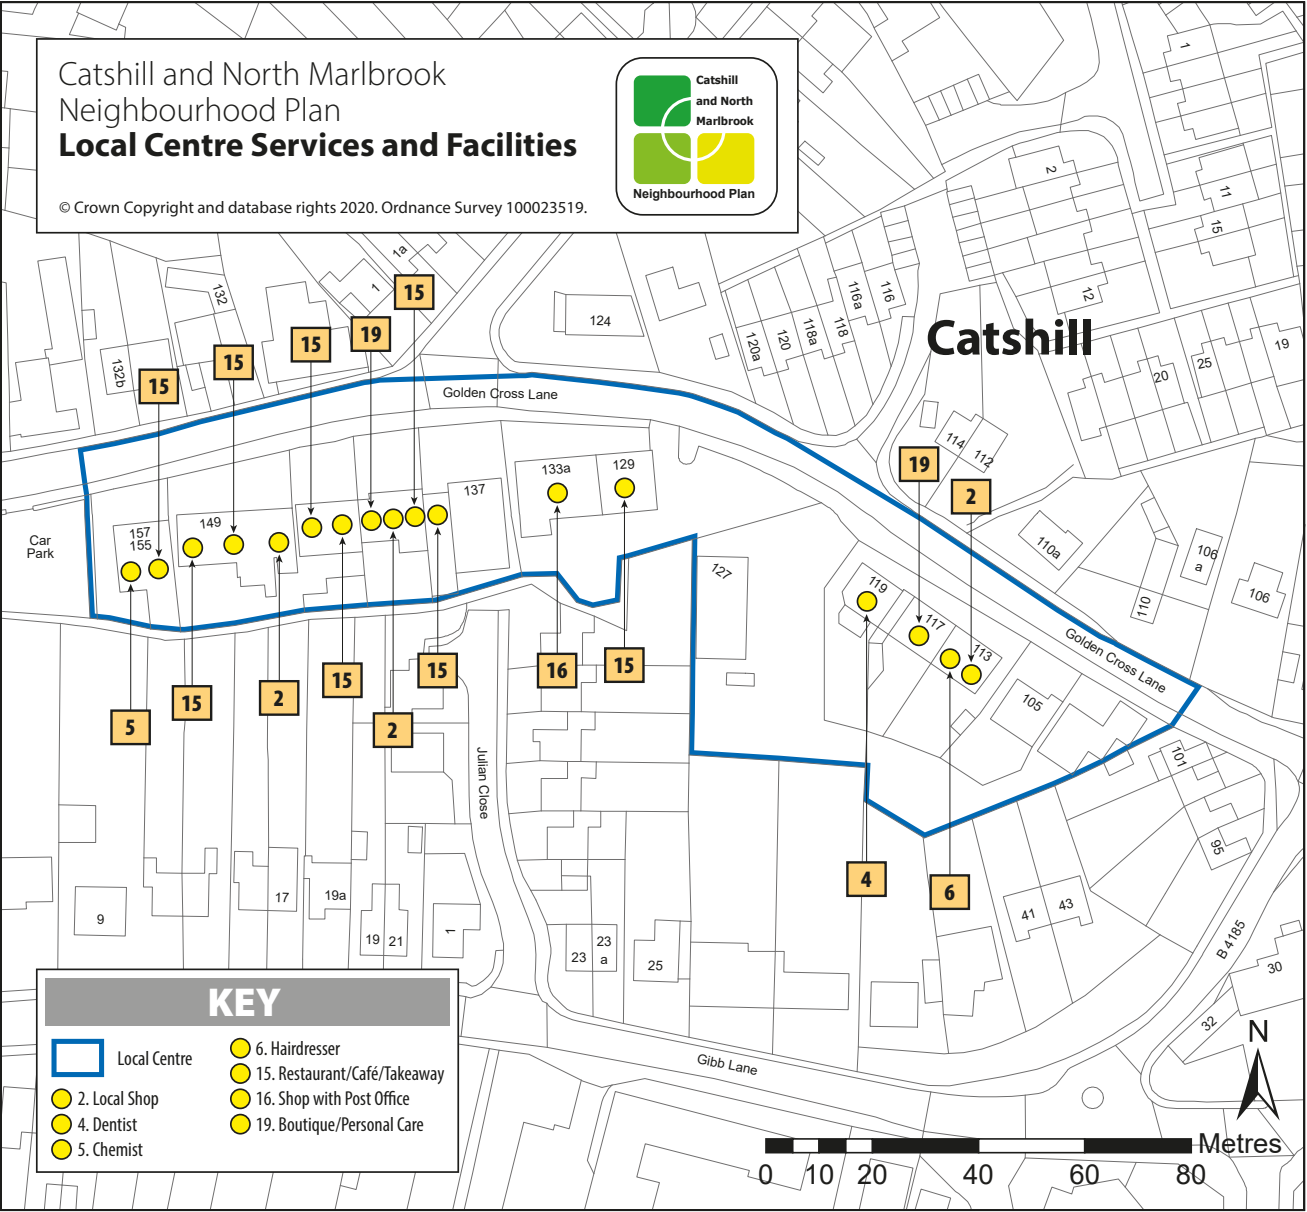 Catshill and North Marlbrook
Neighbourhood Plan
Local Centre Services and Facilities
© Crown Copyright and database rights 2020. Ordnance Survey 100023519.
Catshill
and North
Marlbrook
Neighbourhood Plan
1
2
11
15
1a
1
132
15
116a
116
12
124
19
118
118a
120
120a
Catshill
15
15
19
25
20
132b
15
Golden Cross Lane
114
112
19
2
133a
129
137
149
157
155
Car
Park
110a
106
a
106
110
127
119
117
113
Golden Cross Lane
105
101
95
5
15
2
15
2
15
16
15
Julian Close
4
6
41
43
B 4185
30
32
9
17
19a
19
21
1
23
23
a
25
Gibb Lane
KEY
Local Centre
2. Local Shop
4. Dentist
5. Chemist
6. Hairdresser
15. Restaurant/Café/Takeaway
16. Shop with Post Office
19. Boutique/Personal Care
N
Metres
0 10 20 40 60 80